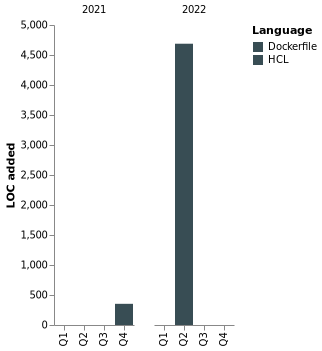 2021 2022
5,000
4,500
4,000
3,500
3,000
2,500
2,000
1,500
1,000
500
0
LOC added
Q1 Q2 Q3 Q4 Q1 Q2 Q3 Q4
Language
Dockerfile
HCL